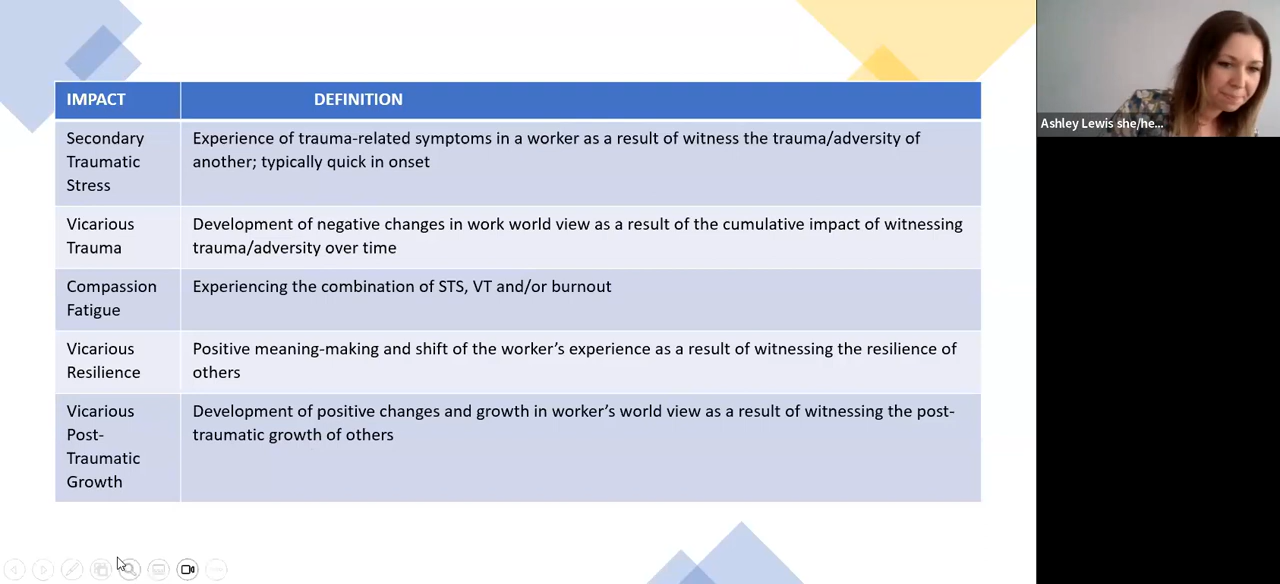 IMPACT
DEFINITION
Secondary
Traumatic
Stress
Experience of trauma-related symptoms in a worker as a result of witness the trauma/adversity of
another; typically quick in onset
Vicarious
Trauma
Development of negative changes in work world view as a result of the cumulative impact of witnessing
trauma/adversity over time
Compassion
Fatigue
Experiencing the combination of STS, VT and/or burnout
Vicarious
Resilience
Positive meaning-making and shift of the worker's experience as a result of witnessing the resilience of
others
Vicarious
Post-
Traumatic
Growth
Development of positive changes and growth in worker's world view as a result of witnessing the post-
traumatic growth of others
Ashley Lewis she/he...